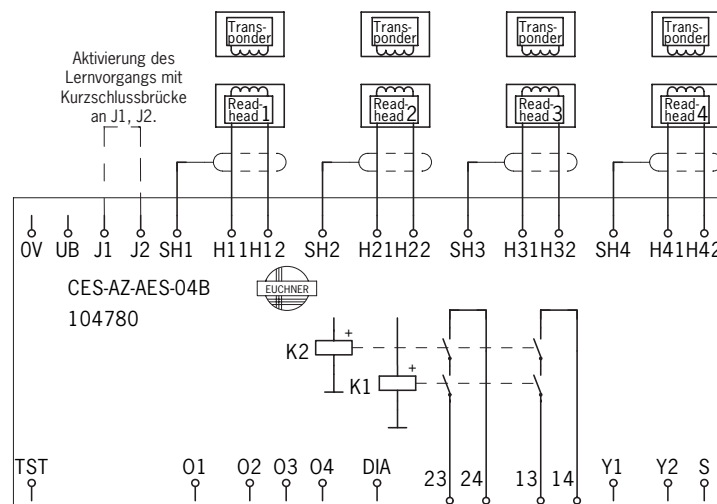 Trans-
ponder
Trans-
ponder
Trans-
ponder
Trans-
ponder
Aktivierung des
Lernvorgangs mit
Kurzschlussbrücke
an J1, J2.
Read-
head 1
Read-
head 2
Read-
head 3
Read-
head 4
0V UB J1 J2 SH1 H11 H12 SH2 H21 H22 SH3 H31 H32 SH4 H41 H42
CES-AZ-AES-04B
EUCHNER
104780
K2 +
K1 +
TST O1 O2 O3 O4 DIA 23 24 13 14 Y1 Y2 S